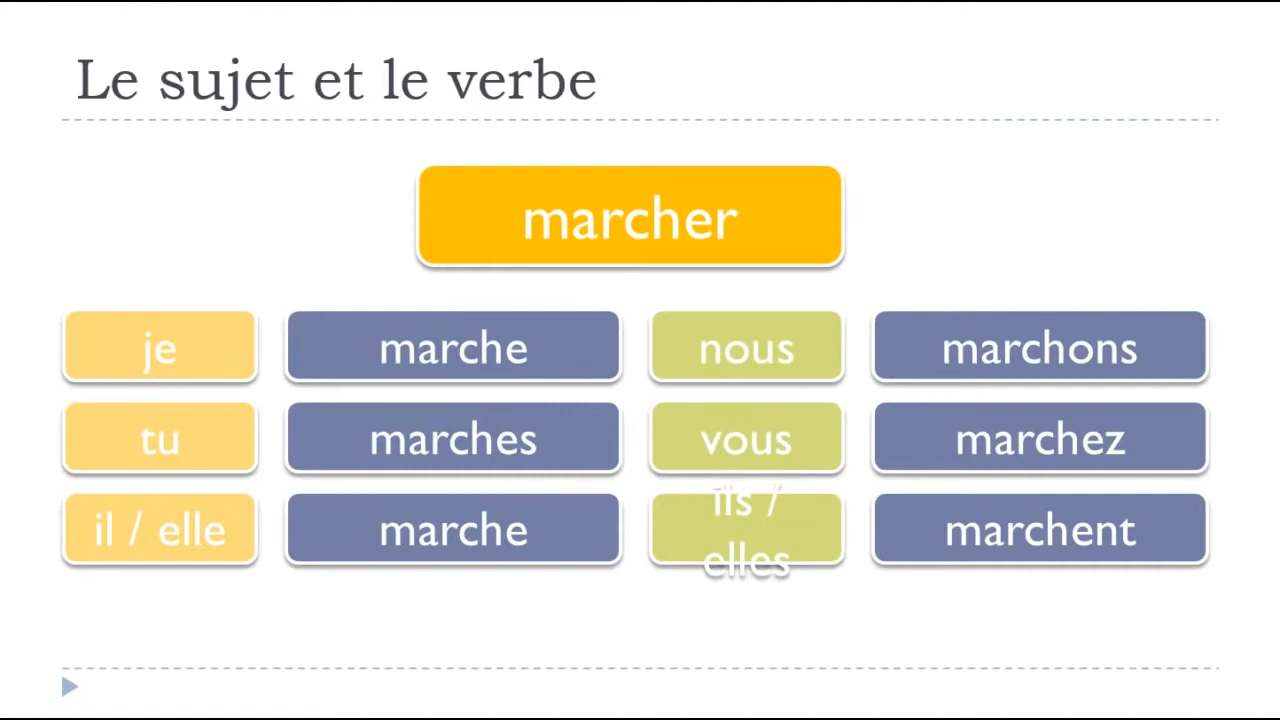 Le sujet et le verbe
marcher
je marche nous marchons
tu marches vous marchez
il / elle marche ils / elles marchent